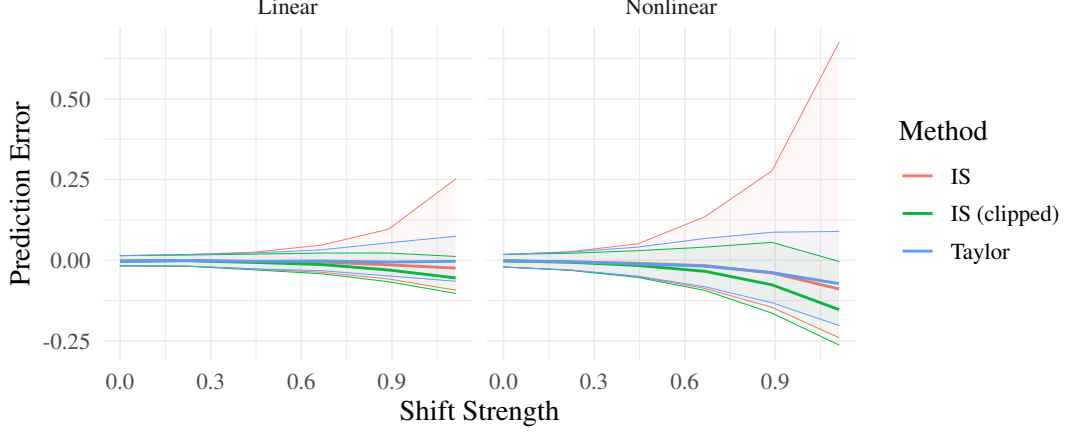 Linear
Nonlinear
Prediction Error
0.50
0.25
0.00
-0.25
0.0 0.3 0.6 0.9
0.0 0.3 0.6 0.9
Shift Strength
Method
IS
IS (clipped)
Taylor